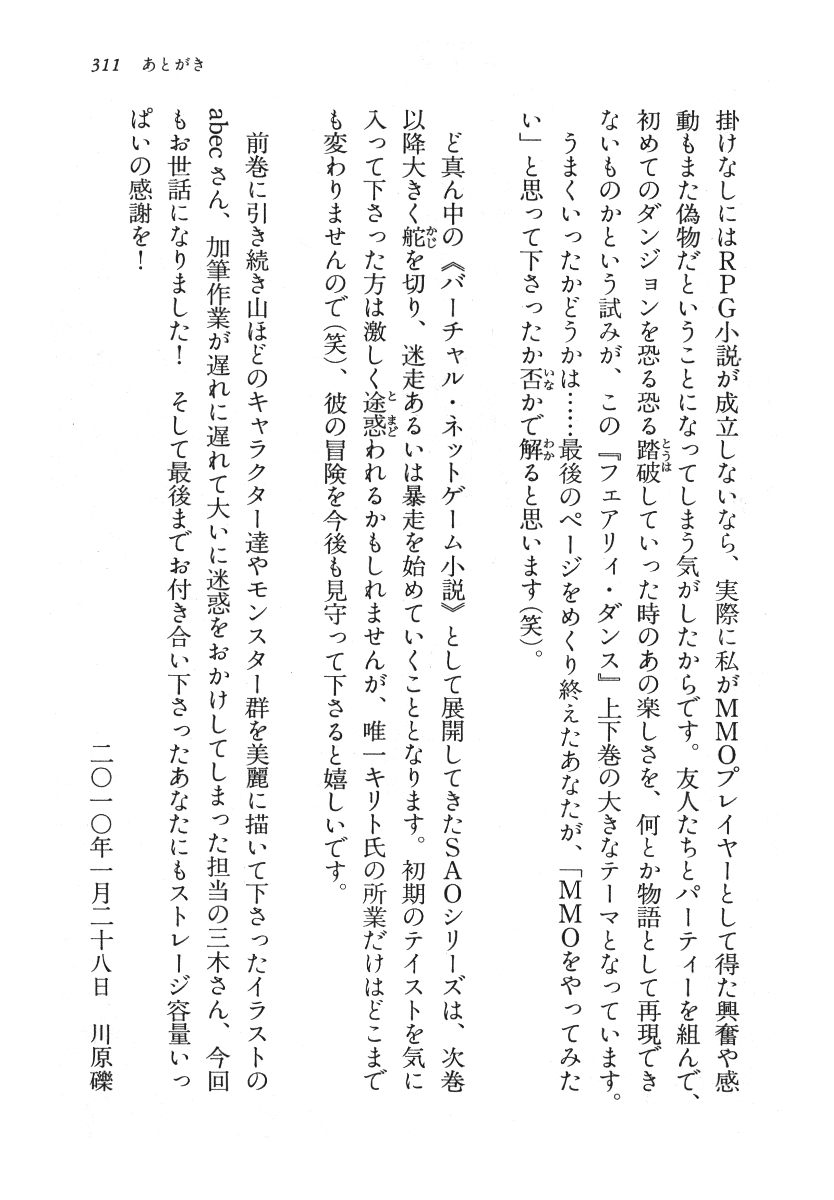 311 あとがき
掛けなしにはRPG小説が成立しないなら、実際に私がMMOプレイヤーとして得た興奮や感
動もまた偽物だということになってしまう気がしたからです。友人たちとパーティーを組んで、
初めてのダンジョンを恐る恐る踏破していった時のあの楽しさを、何とか物語として再現でき
ないものかという試みが、この『フェアリィ・ダンス』上下巻の大きなテーマとなっています。
　うまくいったかどうかは……最後のページをめくり終えたあなたが、「MMOをやってみた
い」と思って下さったか否かで解ると思います(笑)。
　ど真ん中の《バーチャル・ネットゲーム小説》として展開してきたSAOシリーズは、次巻
以降大きく舵を切り、迷走あるいは暴走を始めていくこととなります。初期のテイストを気に
入って下さった方は激しく途惑われるかもしれませんが、唯一キリト氏の所業だけはどこまで
も変わりませんので(笑)、彼の冒険を今後も見守って下さると嬉しいです。
　前巻に引き続き山ほどのキャラクター達やモンスター群を美麗に描いて下さったイラストの
abecさん、加筆作業が遅れに遅れて大いに迷惑をおかけしてしまった担当の三木さん、今回
もお世話になりました！　そして最後までお付き合い下さったあなたにもストレージ容量いっ
ぱいの感謝を！
二〇一〇年一月二十八日　川原礫